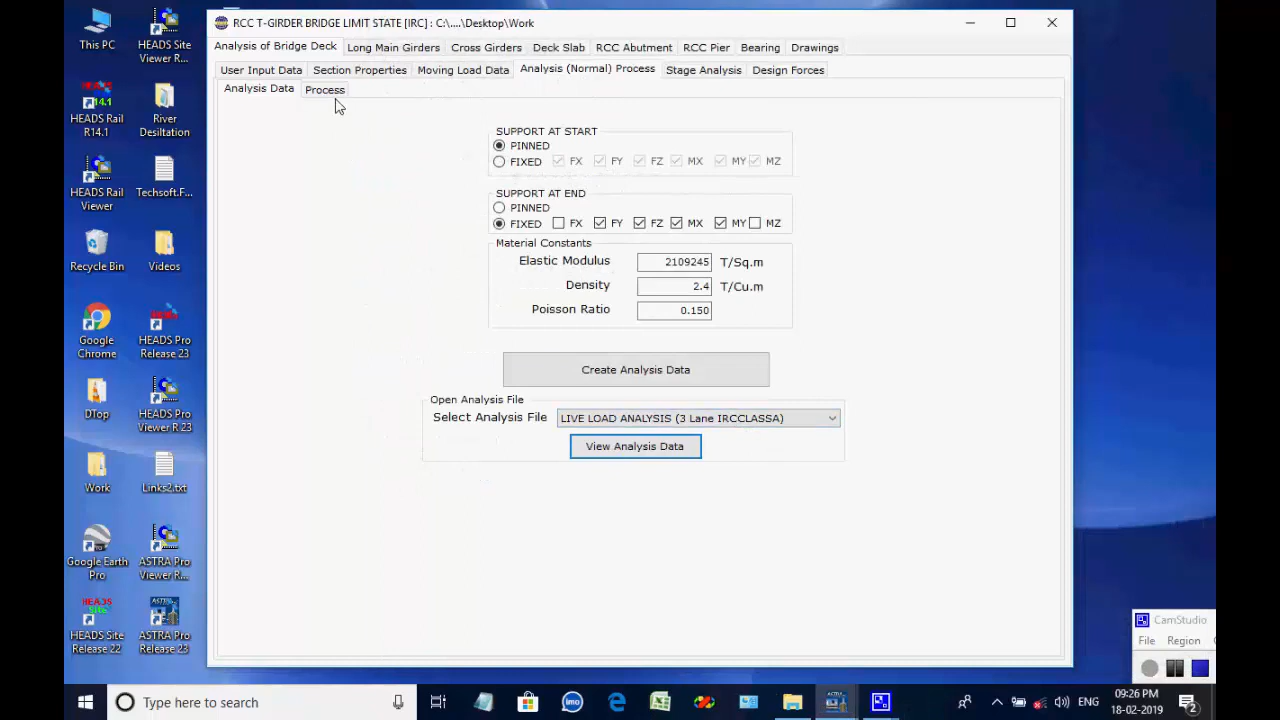 RCC T-GIRDER BRIDGE LIMIT STATE [IRC] : C:\....\Desktop\Work
Analysis of Bridge Deck Long Main Girders Cross Girders Deck Slab RCC Abutment RCC Pier Bearing Drawings
User Input Data Section Properties Moving Load Data Analysis (Normal) Process Stage Analysis Design Forces
Analysis Data Process
SUPPORT AT START
PINNED
FIXED FX FY FZ MX MY MZ
SUPPORT AT END
PINNED
FIXED FX FY FZ MX MY MZ
Material Constants
Elastic Modulus 2109245 T/Sq.m
Density 2.4 T/Cu.m
Poisson Ratio 0.150
Create Analysis Data
Open Analysis File
Select Analysis File LIVE LOAD ANALYSIS (3 Lane IRCCLASSA)
View Analysis Data
This PC
HEADS Site
Viewer R...
HEADS Rail
R14.1
River
Desiltation
HEADS Rail
Viewer
Techsoft.F...
Recycle Bin
Videos
Google
Chrome
HEADS Pro
Release 23
DTop
HEADS Pro
Viewer R 23
Work
Links2.txt
Google Earth
Pro
ASTRA Pro
Viewer R...
HEADS Site
Release 22
ASTRA Pro
Release 23
CamStudio
File Region
Type here to search
ENG
09:26 PM
18-02-2019
2